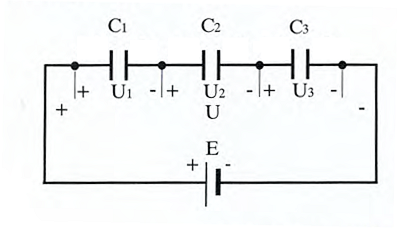 C1 C2 C3
+ U1 - + U2 - + U3 -
+ U -
E
+ -